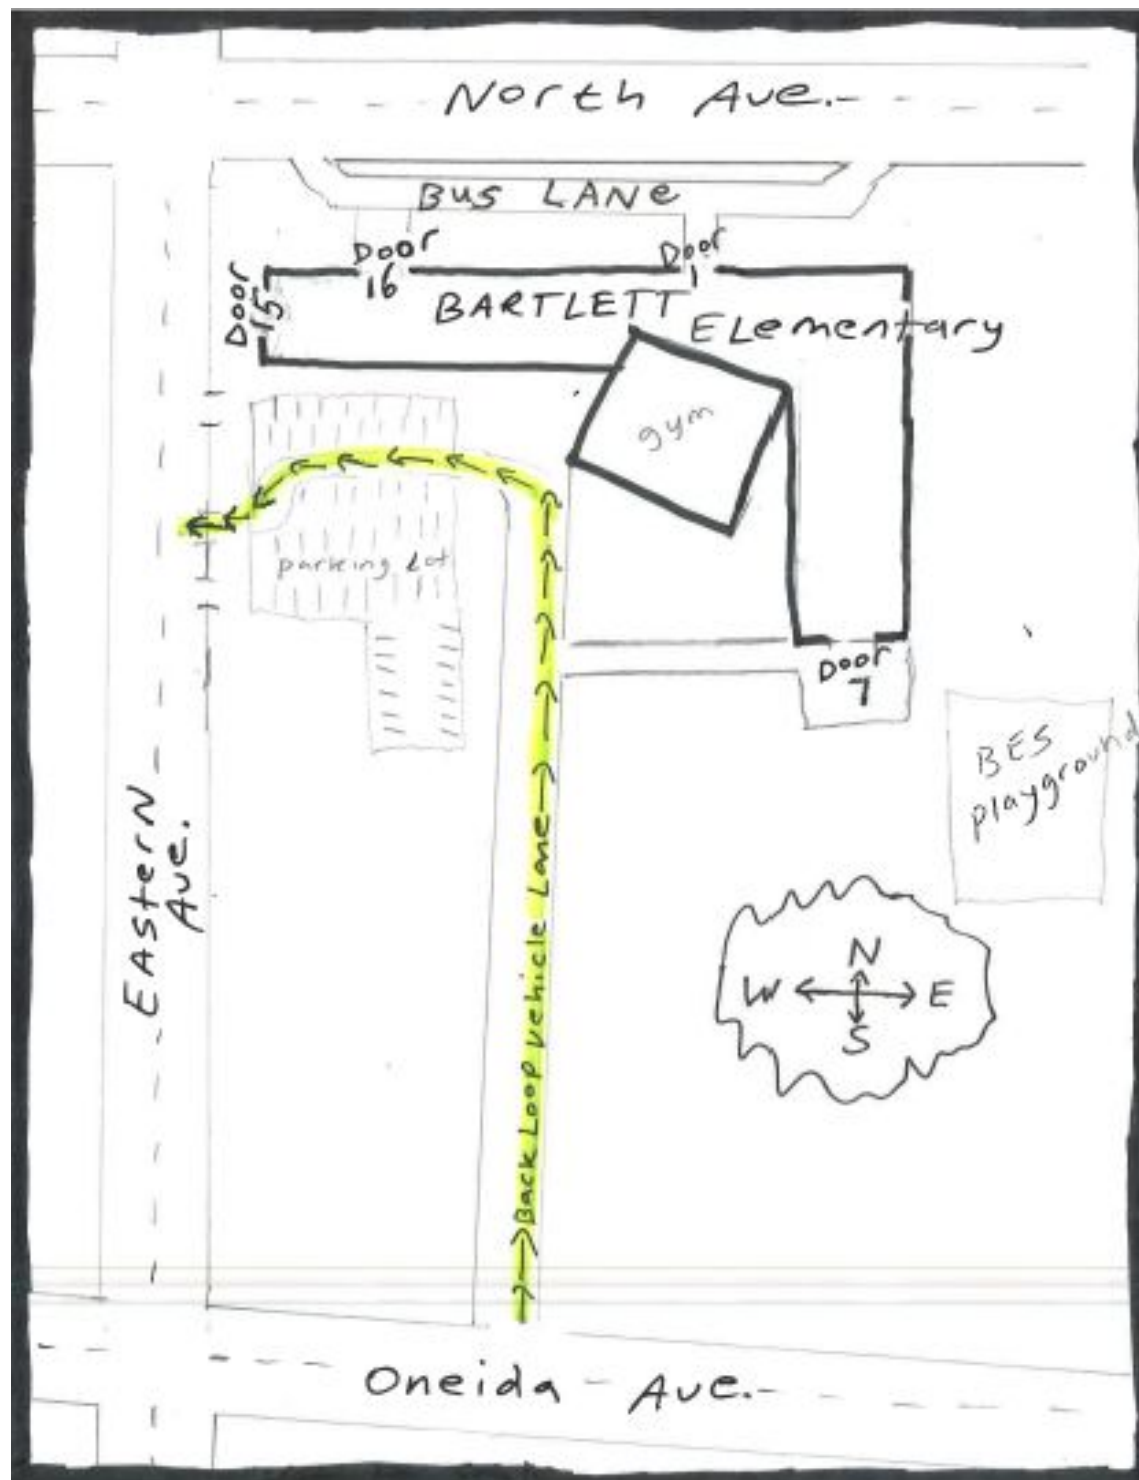 North Ave.
Bus LANe
Door
16
Door
1
Door
15
BARTLETT
ELementary
gym
parking Lot
Door
7
BES
playground
EAsterN
Ave.
Back Loop vehicle Lane
N
W E
S
Oneida Ave.